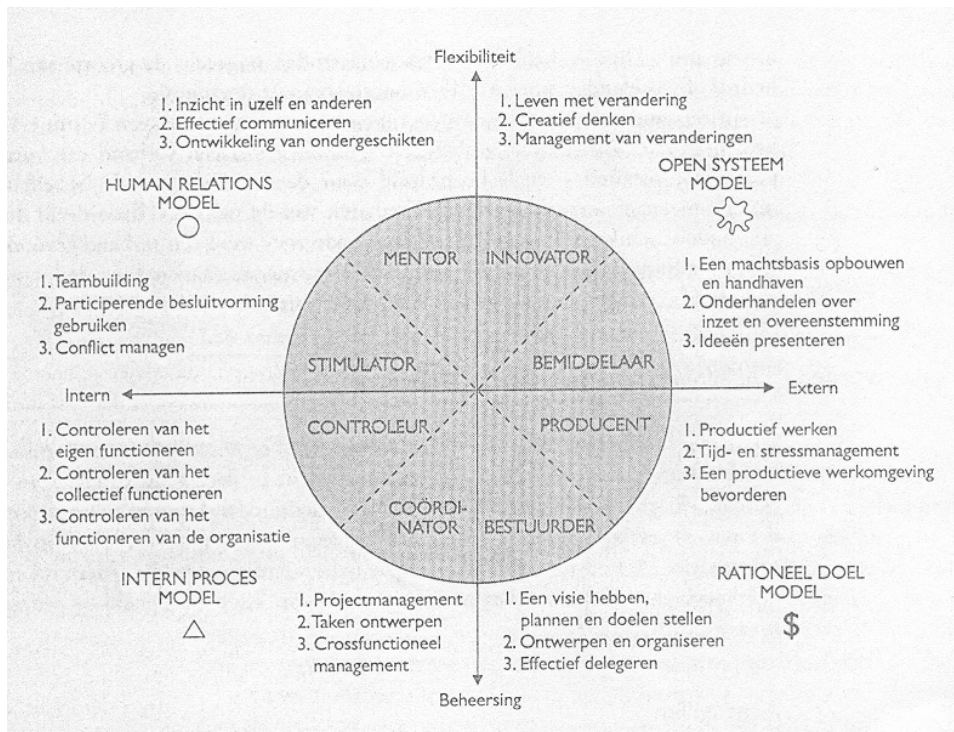 Flexibiliteit
1. Inzicht in uzelf en anderen
2. Effectief communiceren
3. Ontwikkeling van ondergeschikten
1. Leven met verandering
2. Creatief denken
3. Management van veranderingen
HUMAN RELATIONS
MODEL
OPEN SYSTEEM
MODEL
MENTOR
INNOVATOR
1. Teambuilding
2. Participerende besluitvorming
gebruiken
3. Conflict managen
1. Een machtsbasis opbouwen
en handhaven
2. Onderhandelen over
inzet en overeenstemming
3. Ideeën presenteren
STIMULATOR
BEMIDDELAAR
Intern
Extern
CONTROLEUR
PRODUCENT
1. Controleren van het
eigen functioneren
2. Controleren van het
collectief functioneren
3. Controleren van het
functioneren van de organisatie
1. Productief werken
2. Tijd- en stressmanagement
3. Een productieve werkomgeving
bevorderen
COÖRDI-
NATOR
BESTUURDER
INTERN PROCES
MODEL
RATIONEEL DOEL
MODEL
$
1. Projectmanagement
2. Taken ontwerpen
3. Crossfunctioneel
management
1. Een visie hebben,
plannen en doelen stellen
2. Ontwerpen en organiseren
3. Effectief delegeren
Beheersing